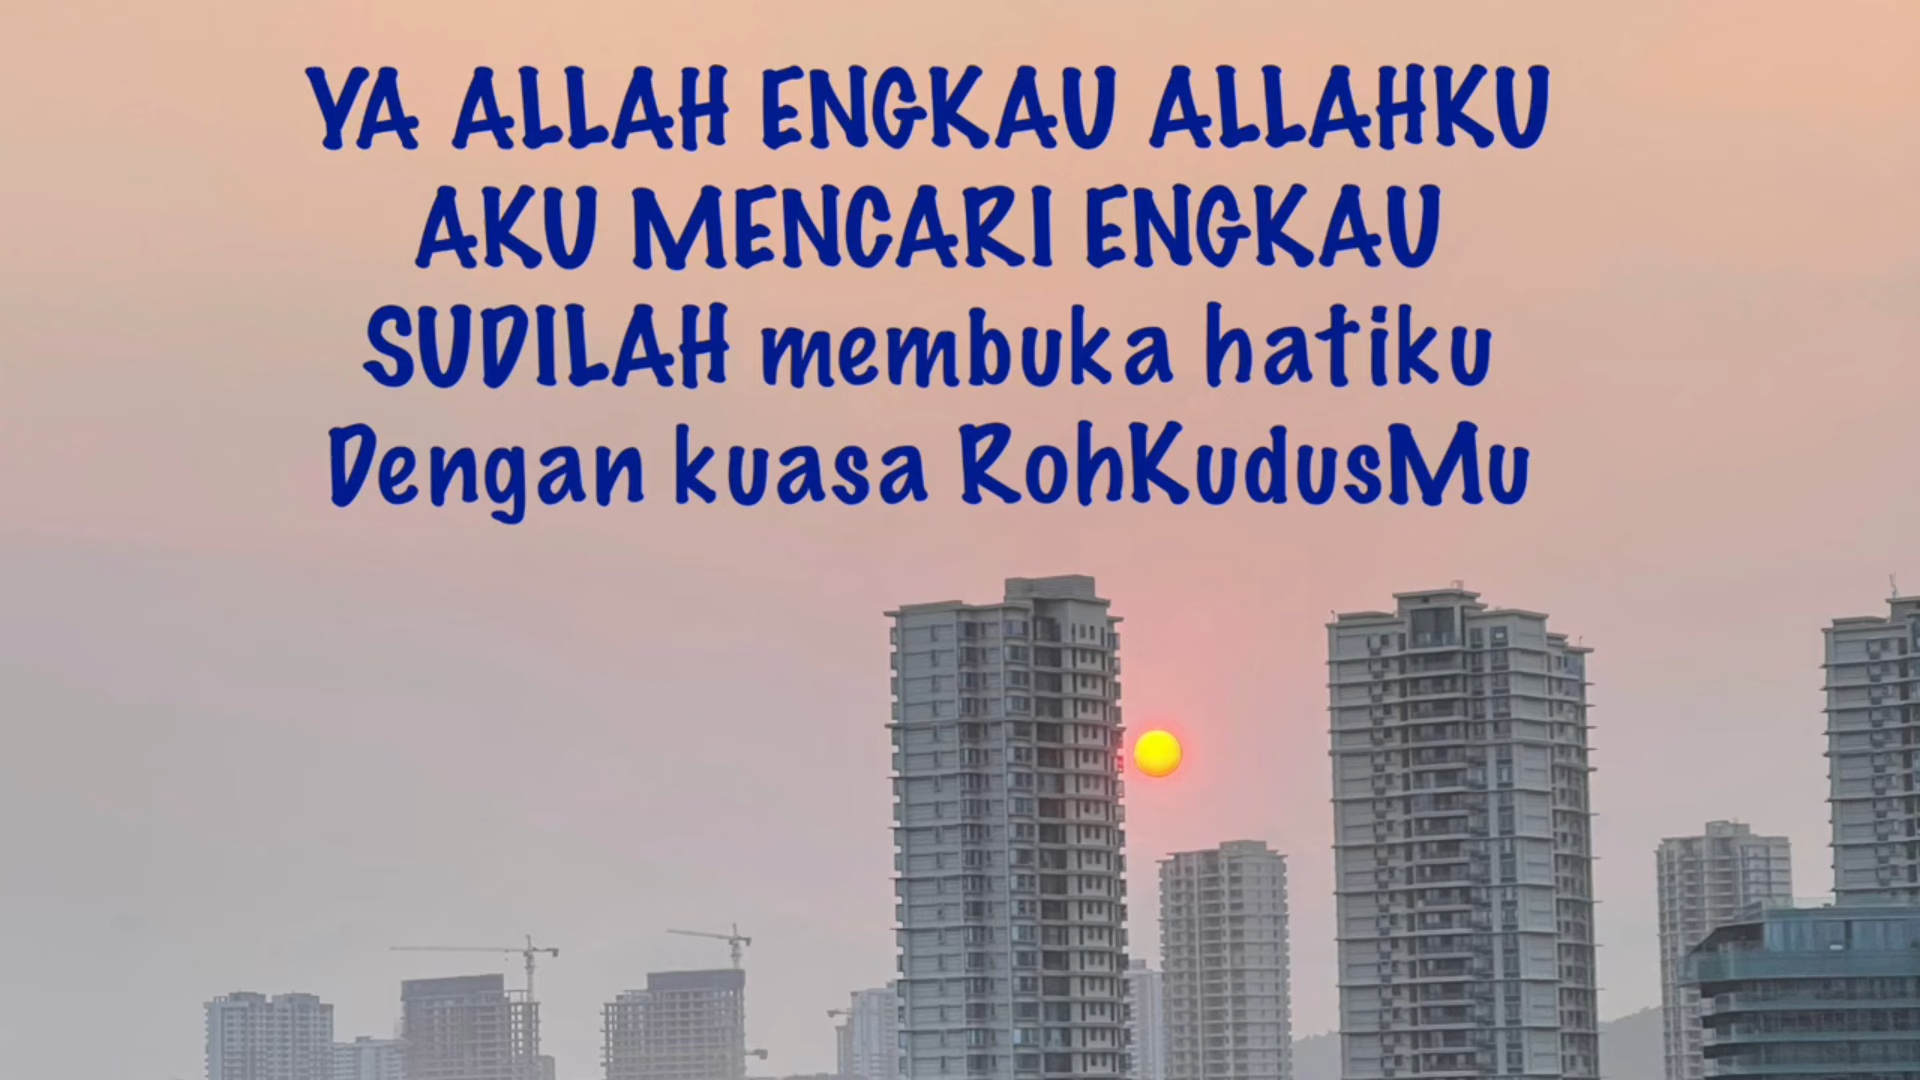 YA ALLAH ENGKAU ALLAHKU
AKU MENCARI ENGKAU
SUDILAH membuka hatiku
Dengan kuasa RohKudusMu